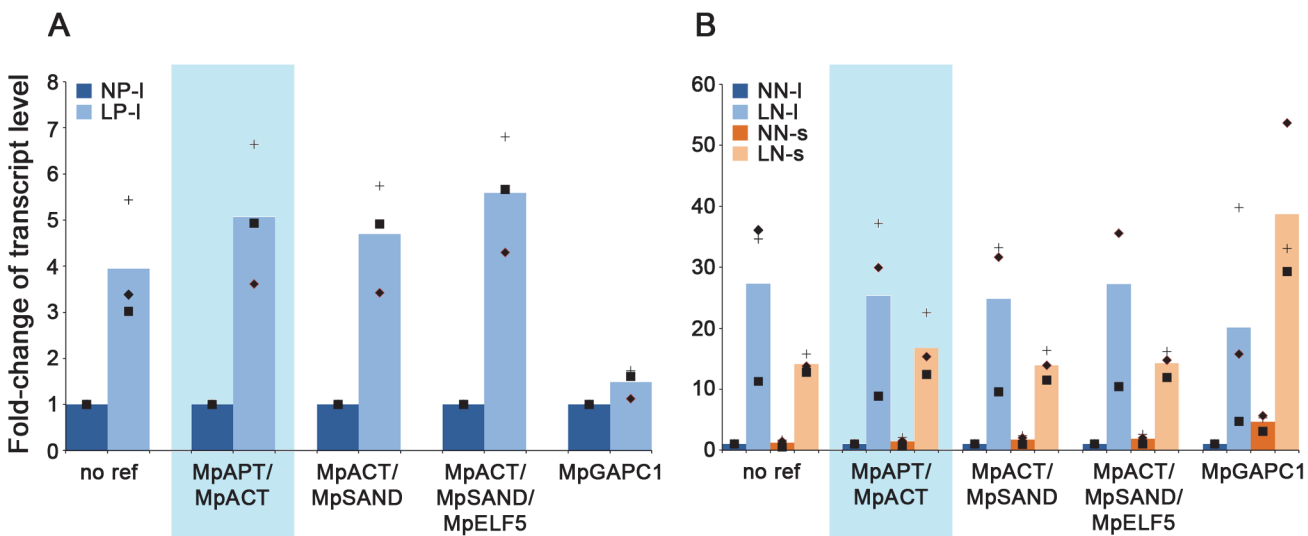 A
Fold-change of transcript level
8
7
6
5
4
3
2
1
0
NP-l
LP-l
no ref
MpAPT/
MpACT
MpACT/
MpSAND
MpACT/
MpSAND/
MpELF5
MpGAPC1
B
60
50
40
30
20
10
0
NN-l
LN-l
NN-s
LN-s
no ref
MpAPT/
MpACT
MpACT/
MpSAND
MpACT/
MpSAND/
MpELF5
MpGAPC1